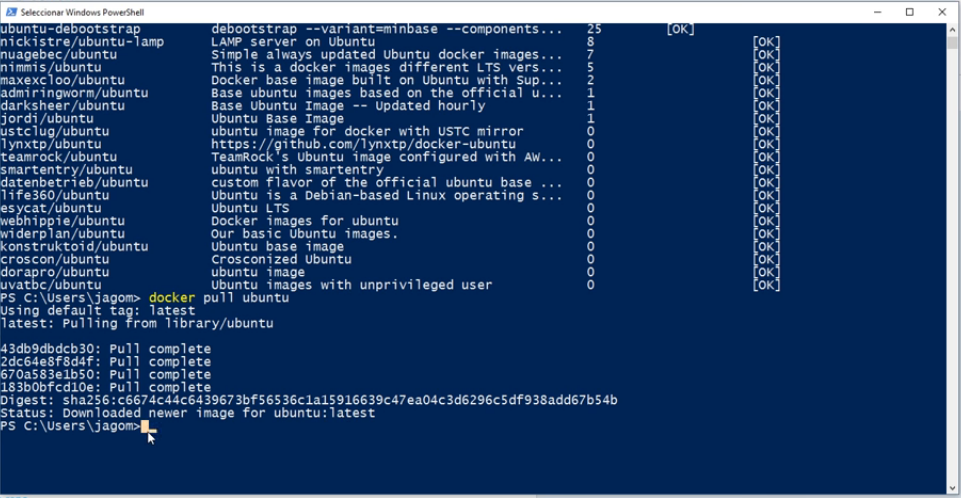 Seleccionar Windows PowerShell
ubuntu-debootstrap debootstrap --variant=minbase --components... 25 [OK]
nickistre/ubuntu-lamp LAMP server on Ubuntu 8 [OK]
nuagebec/ubuntu Simple always updated Ubuntu docker images... 7 [OK]
nimmis/ubuntu This is a docker images different LTS vers... 5 [OK]
maxexcloo/ubuntu Docker base image built on Ubuntu with Sup... 2 [OK]
admiringworm/ubuntu Base ubuntu images based on the official u... 1 [OK]
darksheer/ubuntu Base Ubuntu Image -- Updated hourly 1 [OK]
jordi/ubuntu Ubuntu Base Image 1 [OK]
ustclug/ubuntu ubuntu image for docker with USTC mirror 0 [OK]
lynxtp/ubuntu https://github.com/lynxtp/docker-ubuntu 0 [OK]
teamrock/ubuntu TeamRock's Ubuntu image configured with AW... 0 [OK]
smartentry/ubuntu ubuntu with smartentry 0 [OK]
datenbetrieb/ubuntu custom flavor of the official ubuntu base ... 0 [OK]
life360/ubuntu Ubuntu is a Debian-based Linux operating s... 0 [OK]
esycat/ubuntu Ubuntu LTS 0 [OK]
webhippie/ubuntu Docker images for ubuntu 0 [OK]
widerplan/ubuntu Our basic Ubuntu images. 0 [OK]
konstruktoid/ubuntu Ubuntu base image 0 [OK]
croscon/ubuntu Crosconized Ubuntu 0 [OK]
dorapro/ubuntu ubuntu image 0 [OK]
uvatbc/ubuntu Ubuntu images with unprivileged user 0 [OK]
PS C:\Users\jagom> docker pull ubuntu
Using default tag: latest
latest: Pulling from library/ubuntu
43db9dbdcb30: Pull complete
2dc64e8f8d4f: Pull complete
670a583e1b50: Pull complete
183b0bfcd10e: Pull complete
Digest: sha256:c6674c44c6439673bf56536c1a15916639c47ea04c3d6296c5df938add67b54b
Status: Downloaded newer image for ubuntu:latest
PS C:\Users\jagom>